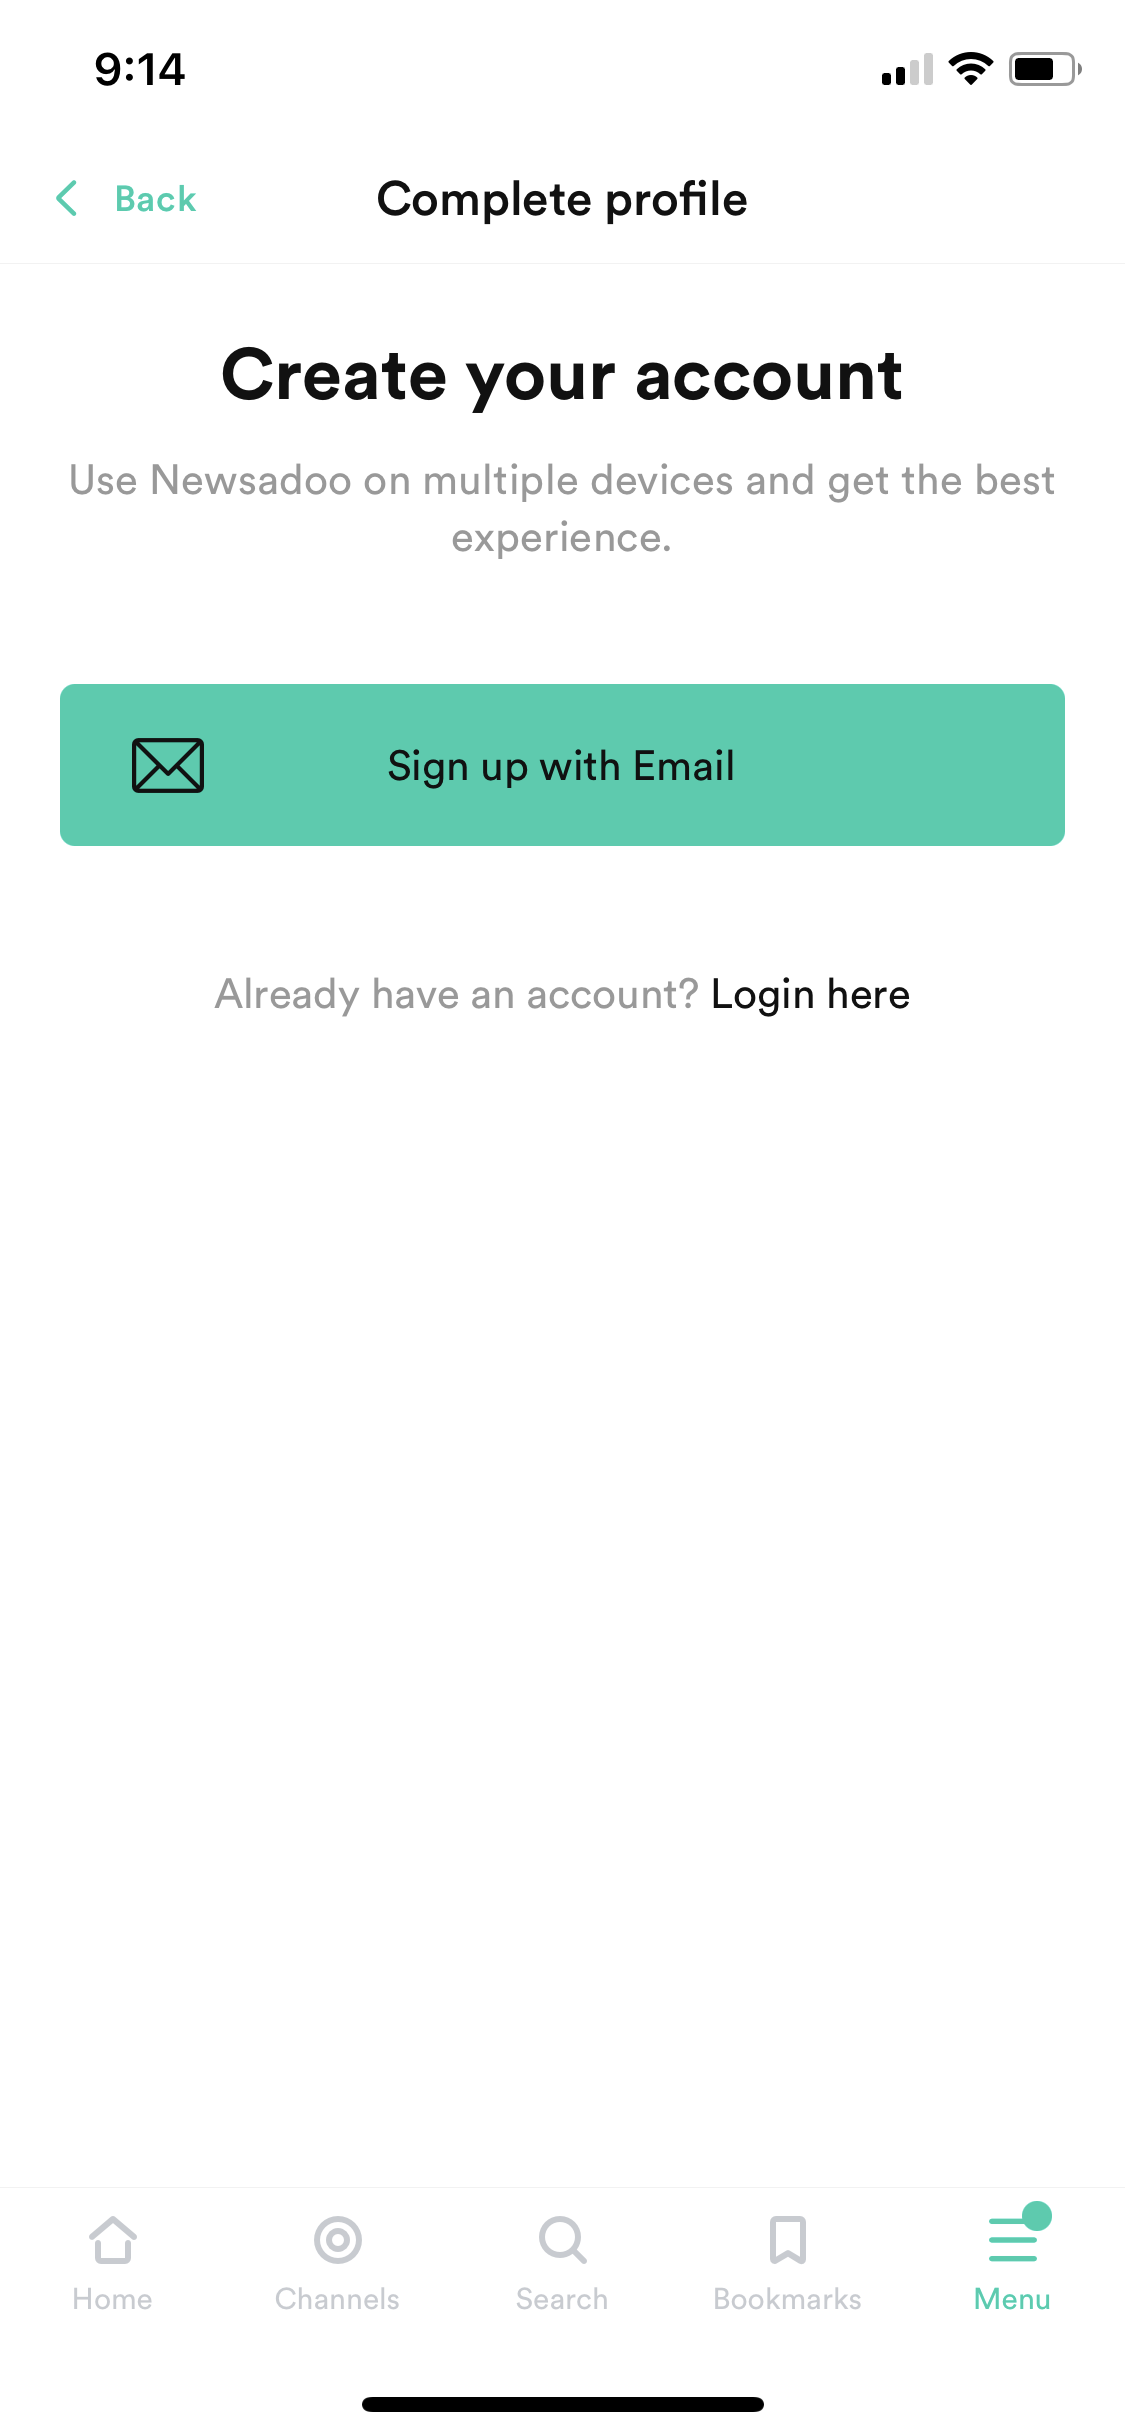 9:14
Back
Complete profile
Create your account
Use Newsadoo on multiple devices and get the best
experience.
Sign up with Email
Already have an account? Login here
Home
Channels
Search
Bookmarks
Menu